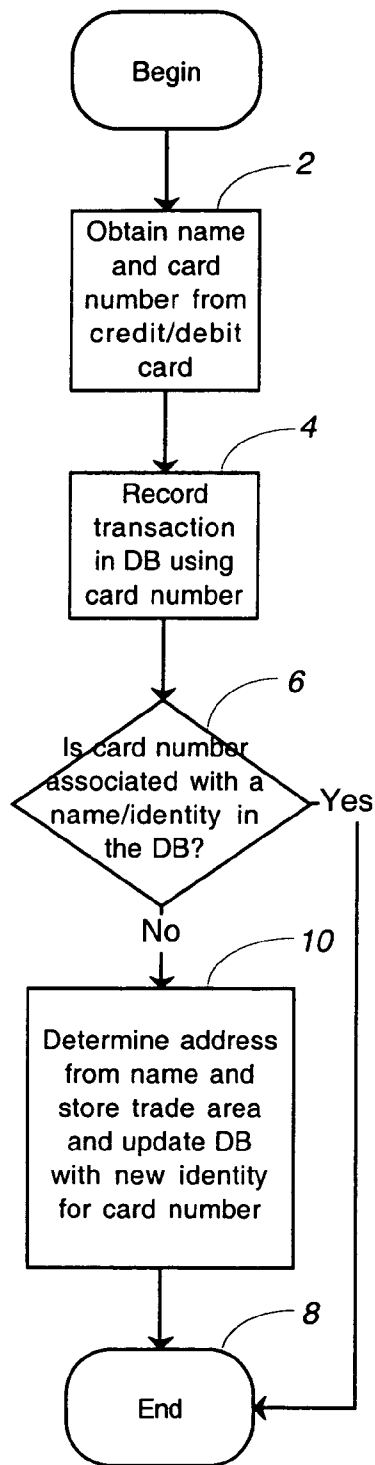 Begin
2
Obtain name
and card
number from
credit/debit
card
4
Record
transaction
in DB using
card number
6
Is card number
associated with a
name/identity in
the DB?
Yes
No
10
Determine address
from name and
store trade area
and update DB
with new identity
for card number
8
End